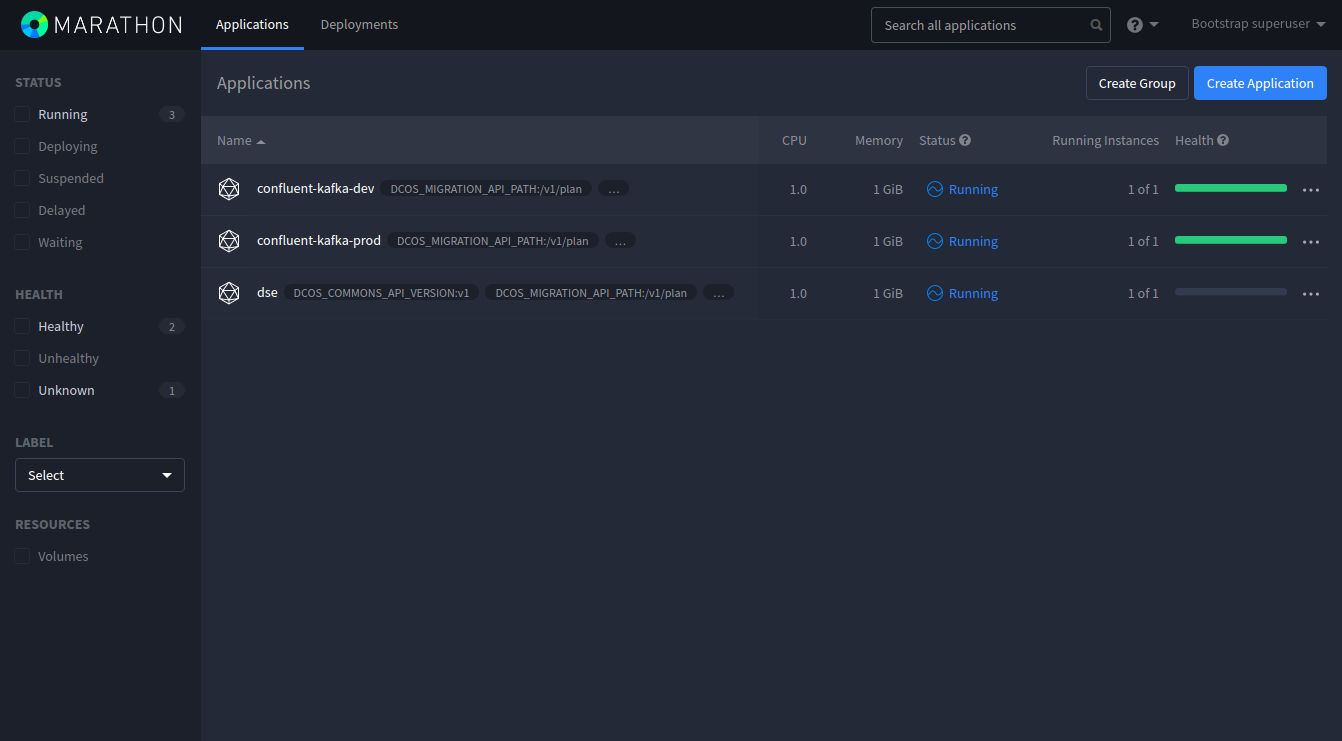 MARATHON
Applications
Deployments
Search all applications
Bootstrap superuser
STATUS
Running 3
Deploying
Suspended
Delayed
Waiting
HEALTH
Healthy 2
Unhealthy
Unknown 1
LABEL
Select
RESOURCES
Volumes
Applications
Create Group
Create Application
Name CPU Memory Status ? Running Instances Health ?
confluent-kafka-dev DCOS_MIGRATION_API_PATH:/v1/plan ... 1.0 1 GiB Running 1 of 1
confluent-kafka-prod DCOS_MIGRATION_API_PATH:/v1/plan ... 1.0 1 GiB Running 1 of 1
dse DCOS_COMMONS_API_VERSION:v1 DCOS_MIGRATION_API_PATH:/v1/plan ... 1.0 1 GiB Running 1 of 1